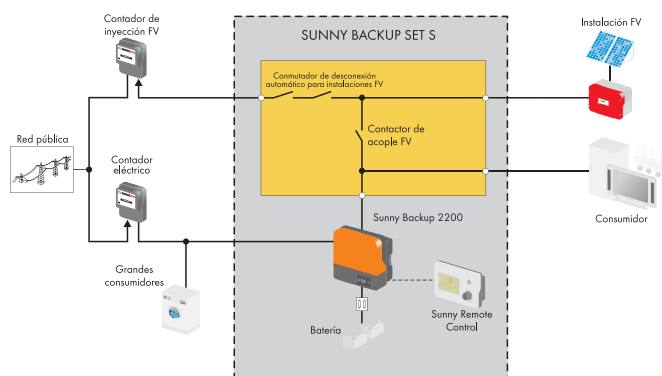 Contador de
inyección FV
SUNNY BACKUP SET S
Instalación FV
Conmutador de desconexión
automático para instalaciones FV
Contactor de
acople FV
Red pública
Contador
eléctrico
Consumidor
Sunny Backup 2200
Grandes
consumidores
Batería
Sunny Remote
Control